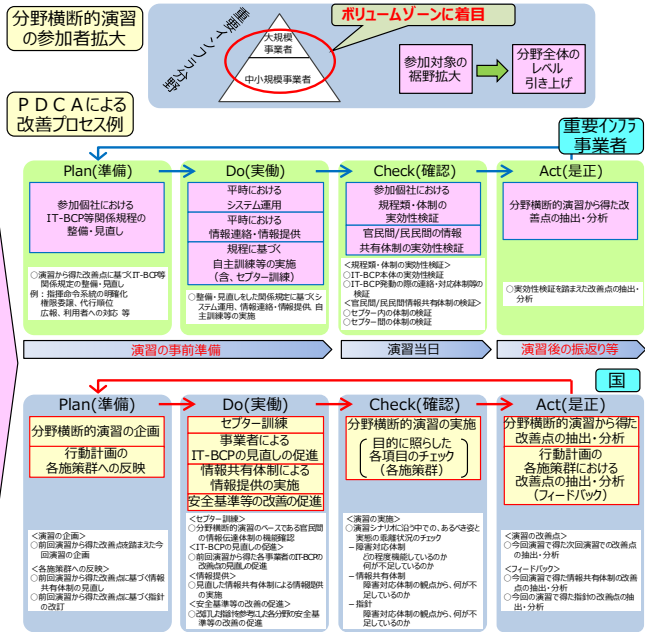 分野横断的演習
の参加者拡大
重要インフラ分野
大規模
事業者
中小規模事業者
ボリュームゾーンに着目
参加対象の
裾野拡大
分野全体の
レベル
引き上げ
PDCAによる
改善プロセス例
重要インフラ
事業者
Plan(準備)
参加個社における
IT-BCP等関係規程の
整備・見直し
○演習から得た改善点に基づくIT-BCP等
関係規定の整備・見直し
例：指揮命令系統の明確化
権限委譲、代行順位
広報、利用者への対応 等
Do(実働)
平時における
システム運用
平時における
情報連絡・情報提供
規程に基づく
自主訓練等の実施
（含、セプター訓練）
○整備・見直しをした関係規定に基づくシ
ステム運用、情報連絡・情報提供、自
主訓練等の実施
Check(確認)
参加個社における
規程類・体制の
実効性検証
官民間/民民間の情報
共有体制の実効性検証
<規程類・体制の実効性検証>
○IT-BCP本体の実効性検証
○IT-BCP発動の際の連絡・対応体制等の
検証
<官民間/民民間情報共有体制の検証>
○セプター内の体制の検証
○セプター間の体制の検証
Act(是正)
分野横断的演習から得た改
善点の抽出・分析
○実効性検証を踏まえた改善点の抽出・
分析
演習の事前準備
演習当日
演習後の振返り等
国
Plan(準備)
分野横断的演習の企画
行動計画の
各施策群への反映
<演習の企画>
○前回演習から得た改善点を踏まえた今
回演習の企画
<各施策群への反映>
○前回演習から得た改善点に基づく情報
共有体制の見直し
○前回演習から得た改善点に基づく指針
の改訂
Do(実働)
セプター訓練
事業者による
IT-BCPの見直しの促進
情報共有体制による
情報提供の実施
安全基準等の改善の促進
<セプター訓練>
○分野横断的演習のベースである官民間
の情報伝達体制の機能確認
<IT-BCPの見直しの促進>
○前回演習から得た各事業者のIT-BCPの
改善点の見直しの促進
<情報提供>
○見直した情報共有体制による情報提供
の実施
<安全基準等の改善の促進>
○改訂した指針を参考にした各分野の安全基
準等の改善の促進
Check(確認)
分野横断的演習の実施
目的に照らした
各項目のチェック
（各施策群）
<演習の実施>
○演習シナリオに沿う中での、あるべき姿と
実態の乖離状況のチェック
－障害対応体制
どの程度機能しているのか
何が不足しているのか
－情報共有体制
障害対応体制の観点から、何が不
足しているのか
－指針
障害対応体制の観点から、何が不
足しているのか
Act(是正)
分野横断的演習から得た
改善点の抽出・分析
行動計画の
各施策群における
改善点の抽出・分析
（フィードバック）
<演習の改善点>
○今回演習で得た次回演習での改善点
の抽出・分析
<フィードバック>
○今回演習で得た情報共有体制の改善
点の抽出・分析
○今回の演習で得た指針の改善点の抽
出・分析